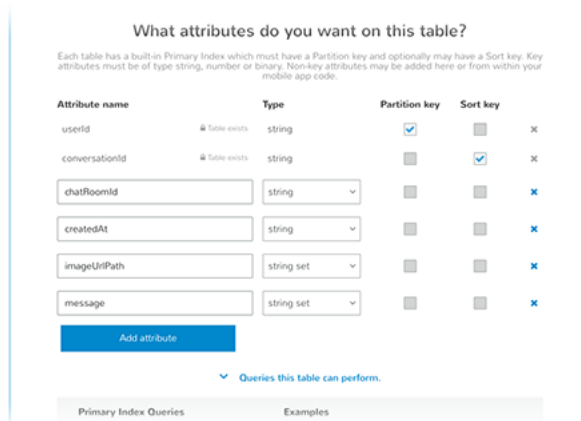 What attributes do you want on this table?
Each table has a built-in Primary Index which must have a Partition key and optionally may have a Sort key. Key
attributes must be of type string, number or binary. Non-key attributes may be added here or from within your
mobile app code.
Attribute name Type Partition key Sort key
userId Table exists string
conversationId Table exists string
chatRoomId string
createdAt string
imageUrlPath string set
message string set
Add attribute
Queries this table can perform.
Primary Index Queries Examples